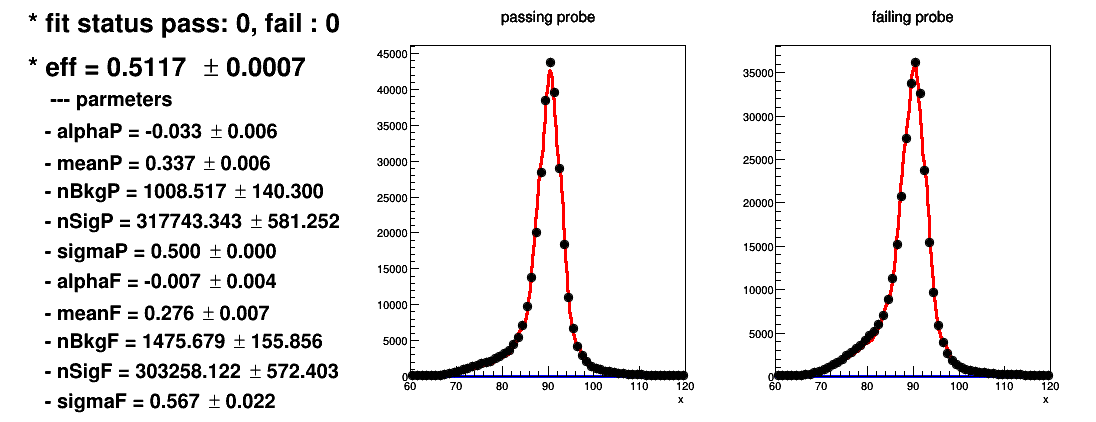 * fit status pass: 0, fail : 0
* eff = 0.5117 ± 0.0007
--- parmeters
- alphaP = -0.033 ± 0.006
- meanP = 0.337 ± 0.006
- nBkgP = 1008.517 ± 140.300
- nSigP = 317743.343 ± 581.252
- sigmaP = 0.500 ± 0.000
- alphaF = -0.007 ± 0.004
- meanF = 0.276 ± 0.007
- nBkgF = 1475.679 ± 155.856
- nSigF = 303258.122 ± 572.403
- sigmaF = 0.567 ± 0.022
passing probe
45000
40000
35000
30000
25000
20000
15000
10000
5000
0
60 70 80 90 100 110 120
x
failing probe
35000
30000
25000
20000
15000
10000
5000
0
60 70 80 90 100 110 120
x